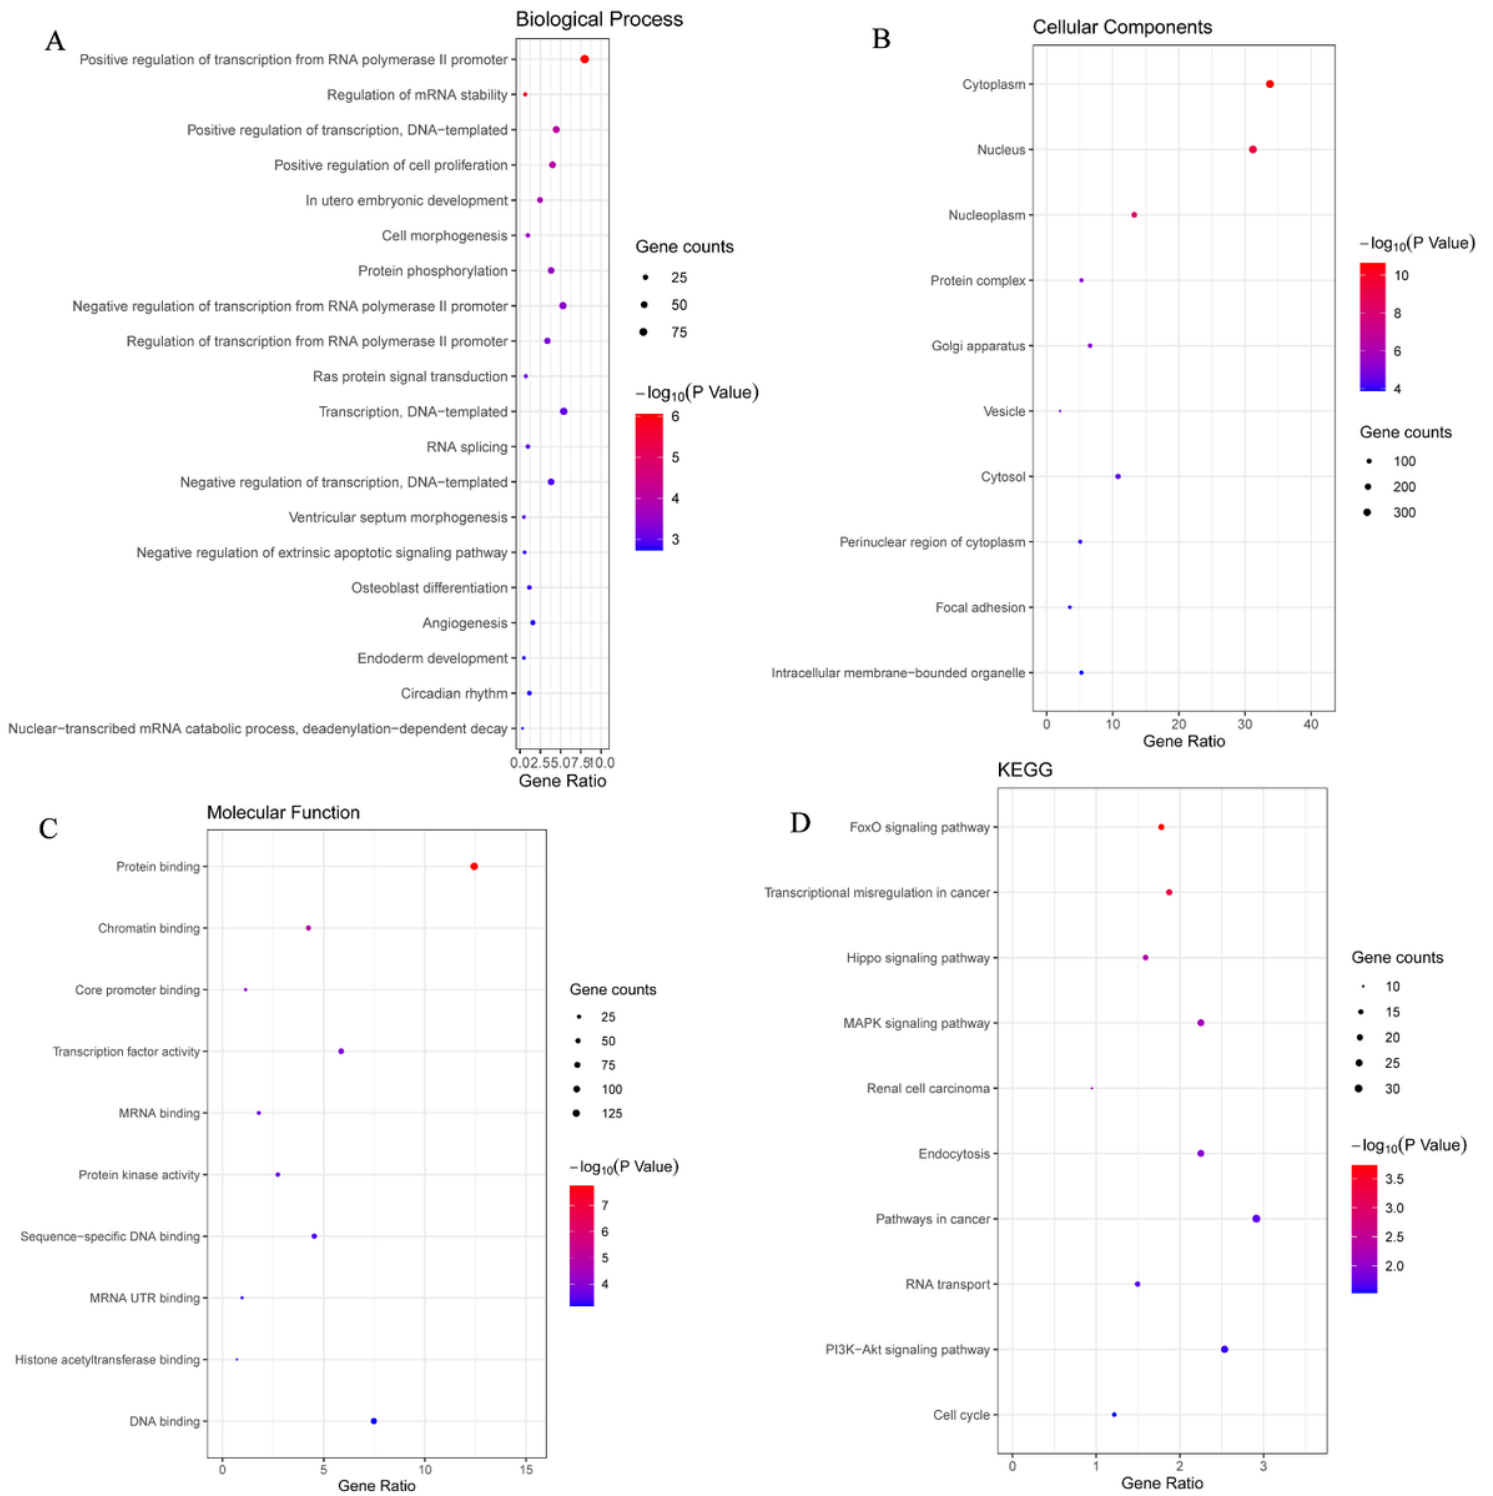 A
Biological Process
Positive regulation of transcription from RNA polymerase II promoter
Regulation of mRNA stability
Positive regulation of transcription, DNA−templated
Positive regulation of cell proliferation
In utero embryonic development
Cell morphogenesis
Protein phosphorylation
Negative regulation of transcription from RNA polymerase II promoter
Regulation of transcription from RNA polymerase II promoter
Ras protein signal transduction
Transcription, DNA−templated
RNA splicing
Negative regulation of transcription, DNA−templated
Ventricular septum morphogenesis
Negative regulation of extrinsic apoptotic signaling pathway
Osteoblast differentiation
Angiogenesis
Endoderm development
Circadian rhythm
Nuclear−transcribed mRNA catabolic process, deadenylation−dependent decay
0.0 2.5 5.0 7.5 10.0
Gene Ratio
Gene counts
25
50
75
−log10(P Value)
6
5
4
3
B
Cellular Components
Cytoplasm
Nucleus
Nucleoplasm
Protein complex
Golgi apparatus
Vesicle
Cytosol
Perinuclear region of cytoplasm
Focal adhesion
Intracellular membrane−bounded organelle
0 10 20 30 40
Gene Ratio
−log10(P Value)
10
8
6
4
Gene counts
100
200
300
C
Molecular Function
Protein binding
Chromatin binding
Core promoter binding
Transcription factor activity
MRNA binding
Protein kinase activity
Sequence−specific DNA binding
MRNA UTR binding
Histone acetyltransferase binding
DNA binding
0 5 10 15
Gene Ratio
Gene counts
25
50
75
100
125
−log10(P Value)
7
6
5
4
D
KEGG
FoxO signaling pathway
Transcriptional misregulation in cancer
Hippo signaling pathway
MAPK signaling pathway
Renal cell carcinoma
Endocytosis
Pathways in cancer
RNA transport
PI3K−Akt signaling pathway
Cell cycle
0 1 2 3
Gene Ratio
Gene counts
10
15
20
25
30
−log10(P Value)
3.5
3.0
2.5
2.0